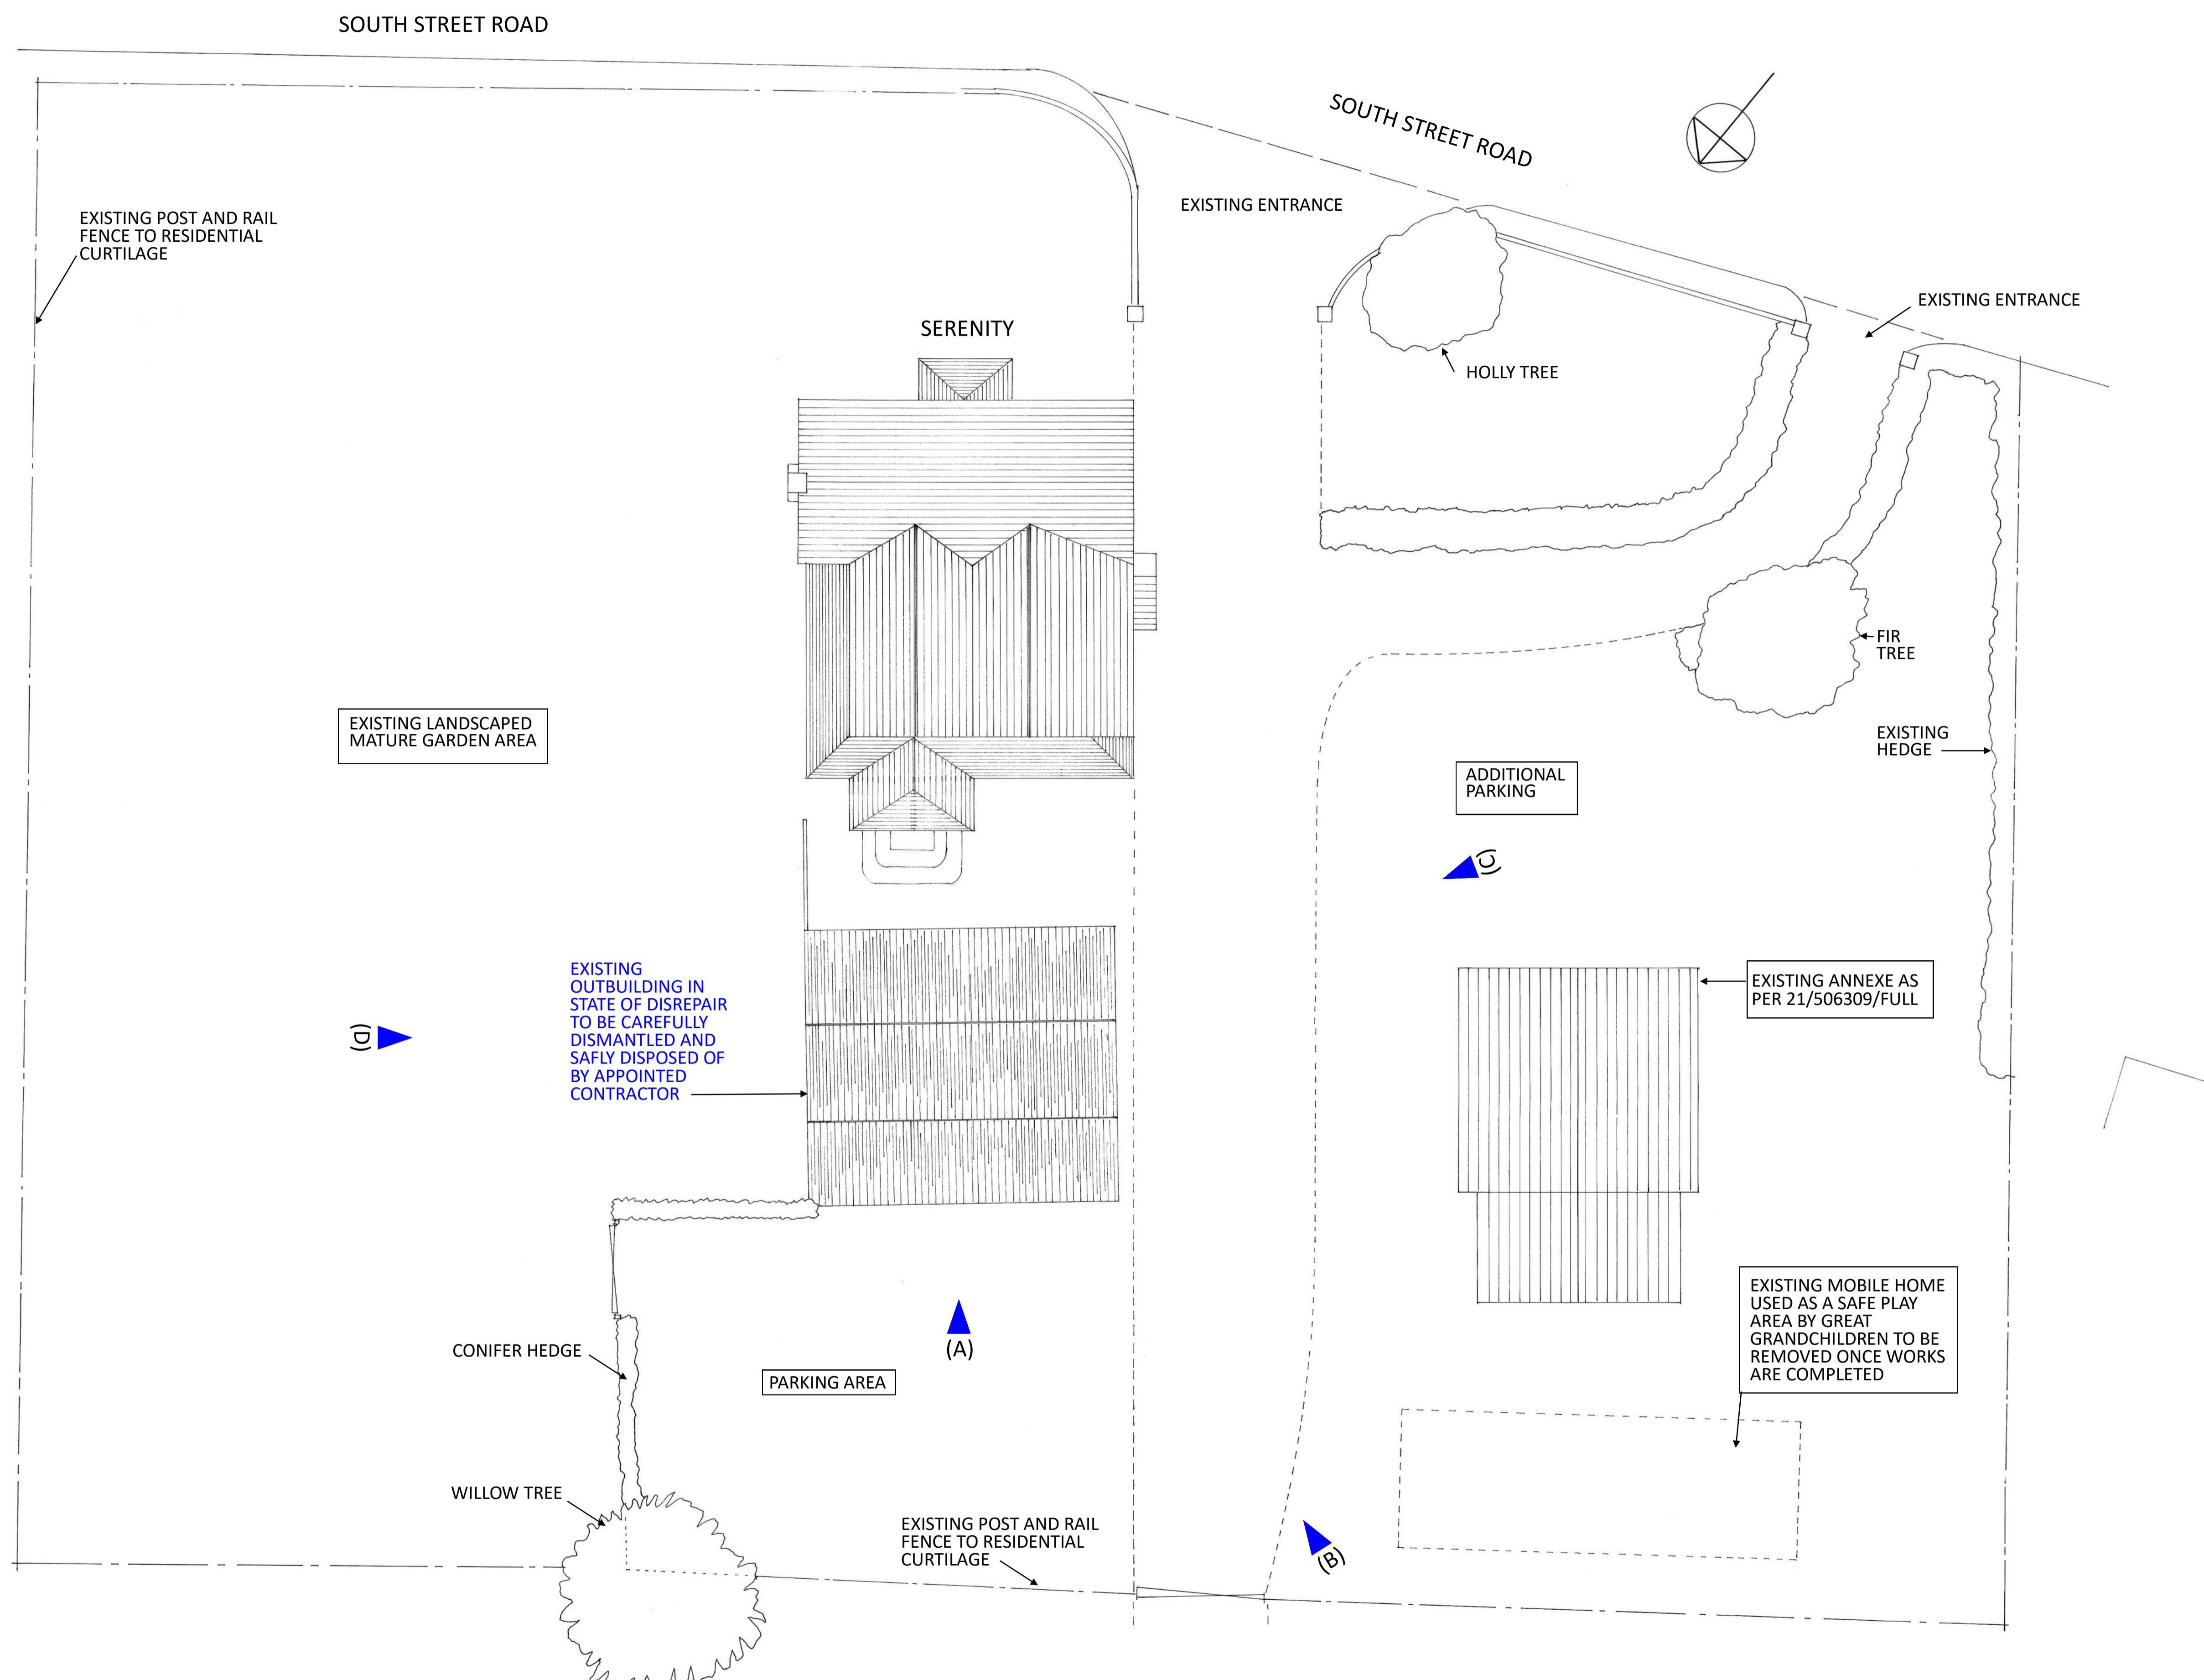 SOUTH STREET ROAD
SOUTH STREET ROAD
EXISTING ENTRANCE
EXISTING POST AND RAIL
FENCE TO RESIDENTIAL
CURTILAGE
EXISTING ENTRANCE
SERENITY
HOLLY TREE
FIR
TREE
EXISTING LANDSCAPED
MATURE GARDEN AREA
EXISTING
HEDGE
ADDITIONAL
PARKING
(C)
EXISTING
OUTBUILDING IN
STATE OF DISREPAIR
TO BE CAREFULLY
DISMANTLED AND
SAFLY DISPOSED OF
BY APPOINTED
CONTRACTOR
EXISTING ANNEXE AS
PER 21/506309/FULL
(D)
EXISTING MOBILE HOME
USED AS A SAFE PLAY
AREA BY GREAT
GRANDCHILDREN TO BE
REMOVED ONCE WORKS
ARE COMPLETED
(A)
CONIFER HEDGE
PARKING AREA
WILLOW TREE
EXISTING POST AND RAIL
FENCE TO RESIDENTIAL
CURTILAGE
(B)